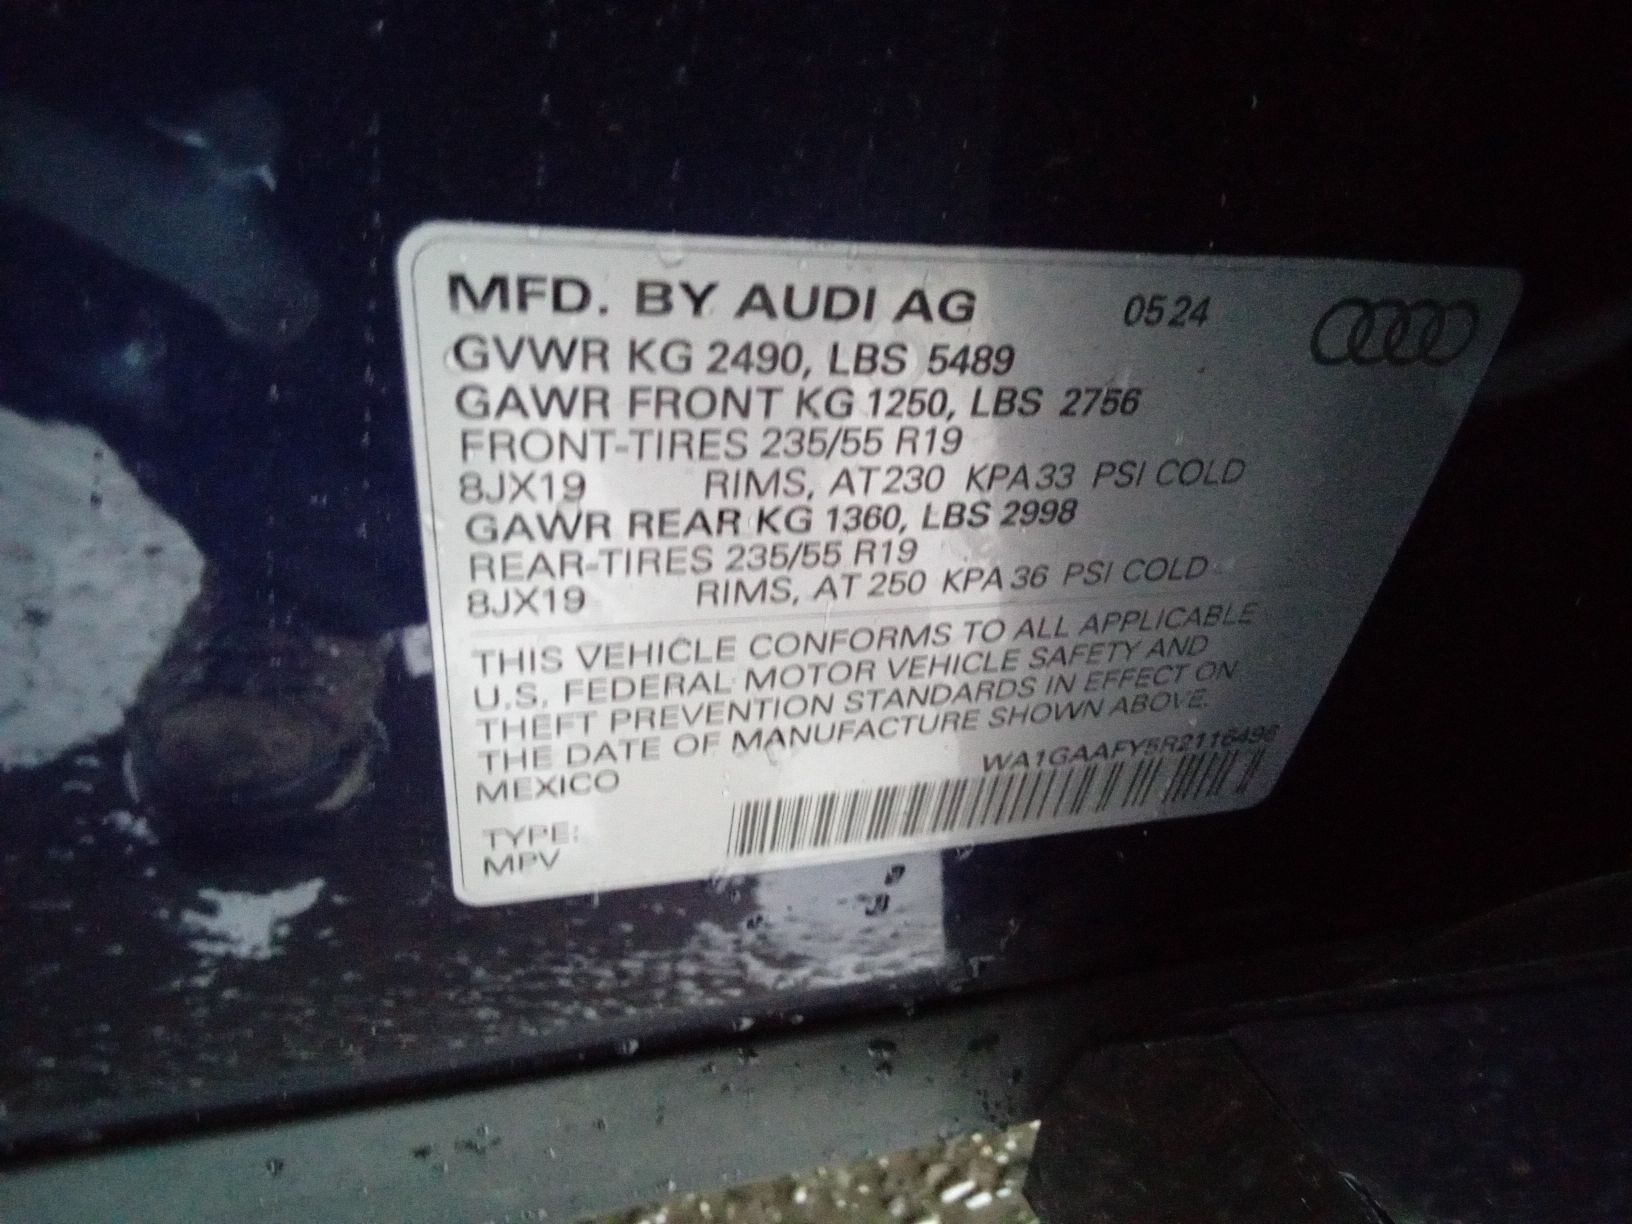 MFD. BY AUDI AG 0524
GVWR KG 2490, LBS 5489
GAWR FRONT KG 1250, LBS 2756
FRONT-TIRES 235/55 R19
8JX19 RIMS, AT 230 KPA 33 PSI COLD
GAWR REAR KG 1360, LBS 2998
REAR-TIRES 235/55 R19
8JX19 RIMS, AT 250 KPA 36 PSI COLD
THIS VEHICLE CONFORMS TO ALL APPLICABLE
U.S. FEDERAL MOTOR VEHICLE SAFETY AND
THEFT PREVENTION STANDARDS IN EFFECT ON
THE DATE OF MANUFACTURE SHOWN ABOVE.
MEXICO
TYPE:
MPV